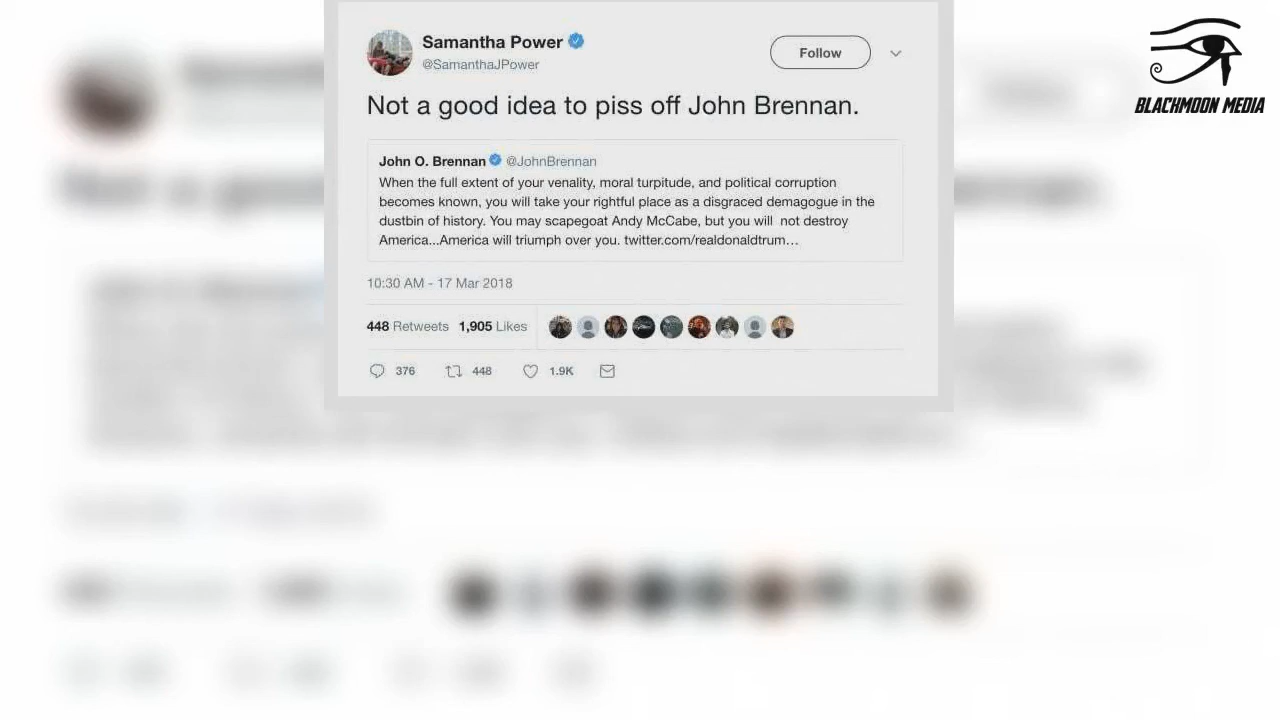 Samantha Power
@SamanthaJPower
Follow
Not a good idea to piss off John Brennan.
John O. Brennan @JohnBrennan
When the full extent of your venality, moral turpitude, and political corruption
becomes known, you will take your rightful place as a disgraced demagogue in the
dustbin of history. You may scapegoat Andy McCabe, but you will not destroy
America...America will triumph over you. twitter.com/realdonaldtrum…
10:30 AM - 17 Mar 2018
448 Retweets 1,905 Likes
376 448 1.9K
BLACHMOON MEDIA